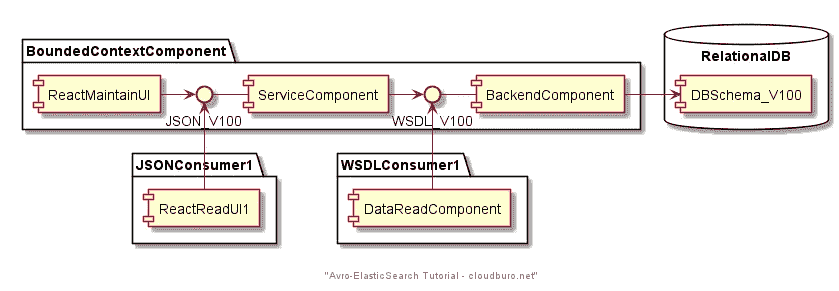 BoundedContextComponent
RelationalDB
ReactMaintainUI
ServiceComponent
BackendComponent
DBSchema_V100
JSON_V100
WSDL_V100
JSONConsumer1
WSDLConsumer1
ReactReadUI1
DataReadComponent
"Avro-ElasticSearch Tutorial - cloudburo.net"